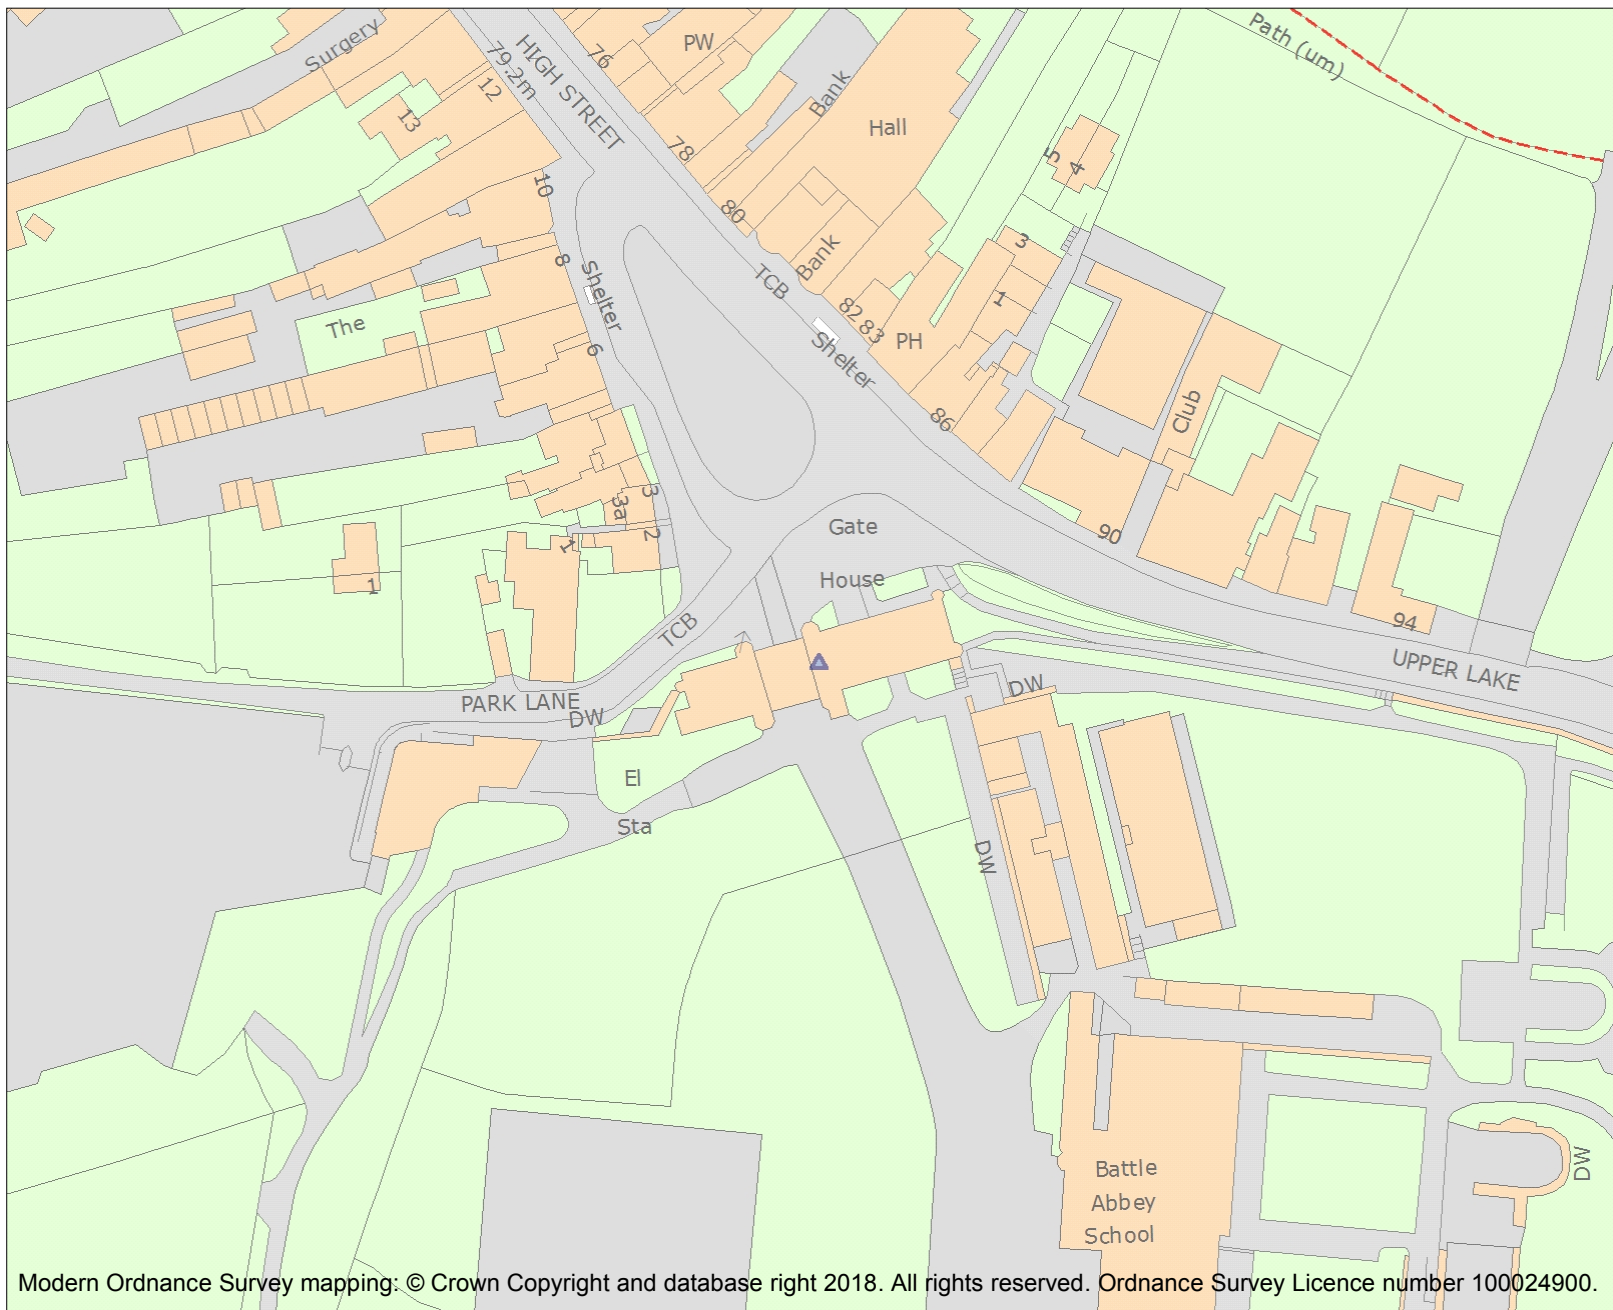 Surgery
79.2m
HIGH STREET
76
PW
Bank
Hall
Path (um)
12
13
78
5
4
10
80
8
Shelter
TCB
Bank
3
1
The
6
82
83
PH
Shelter
86
Club
3
3a
2
1
1
Gate
House
90
94
UPPER LAKE
TCB
PARK LANE
DW
DW
El
Sta
DW
Battle
Abbey
School
DW
Modern Ordnance Survey mapping: © Crown Copyright and database right 2018. All rights reserved. Ordnance Survey Licence number 100024900.